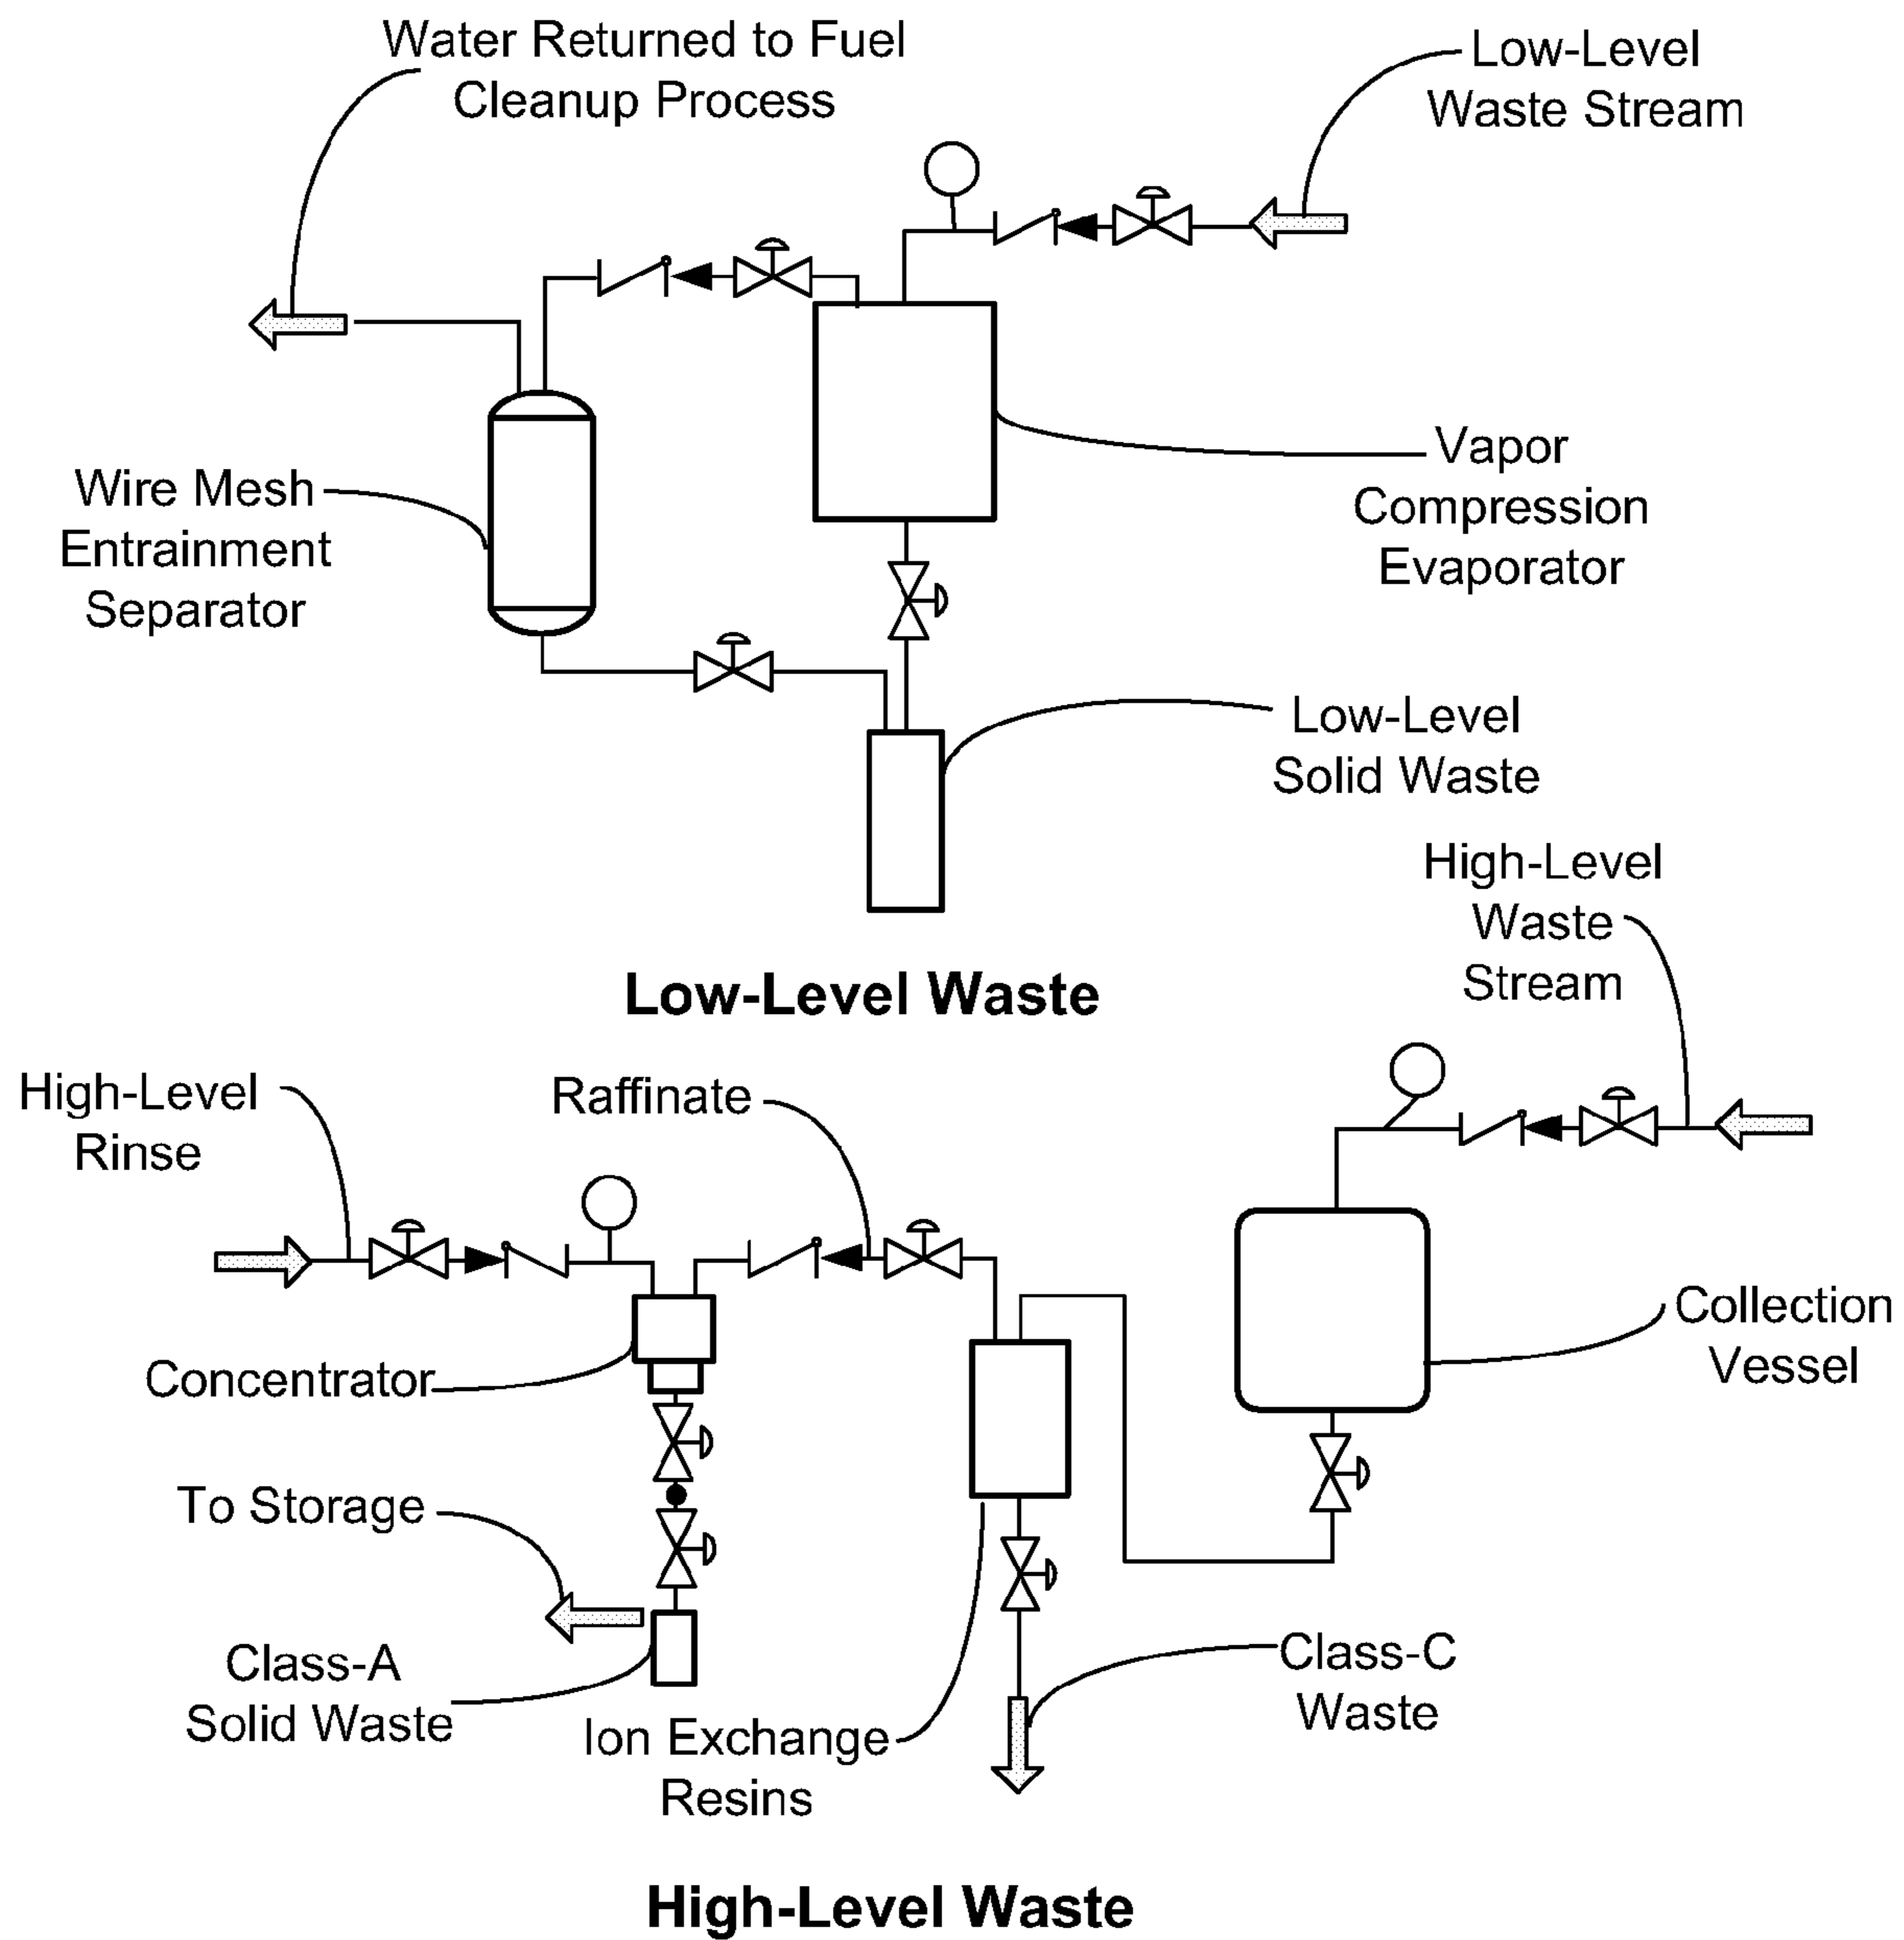 Water Returned to Fuel
Cleanup Process
Low-Level
Waste Stream
Vapor
Compression
Evaporator
Wire Mesh
Entrainment
Separator
Low-Level
Solid Waste
Low-Level Waste
High-Level
Waste
Stream
High-Level
Rinse
Raffinate
Collection
Vessel
Concentrator
To Storage
Class-A
Solid Waste
Ion Exchange
Resins
Class-C
Waste
High-Level Waste